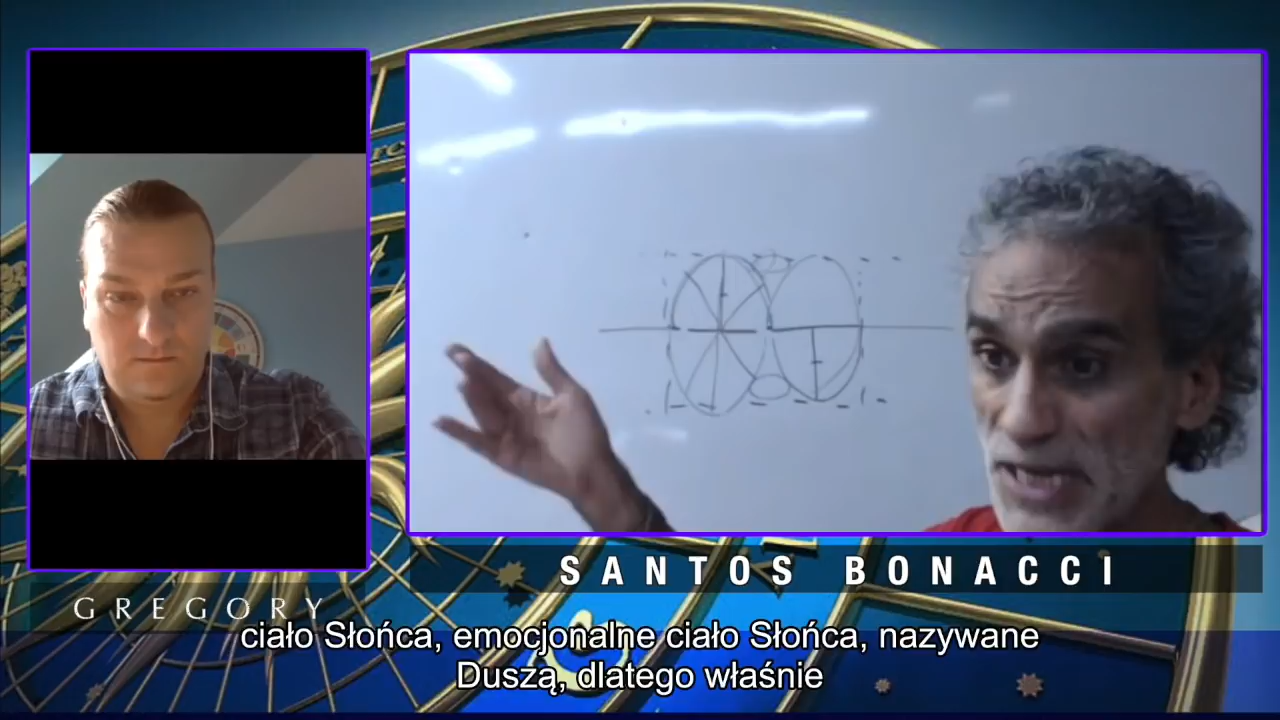 SANTOS BONACCI
GREGORY
ciało Słońca, emocjonalne ciało Słońca, nazywane
Duszą, dlatego właśnie